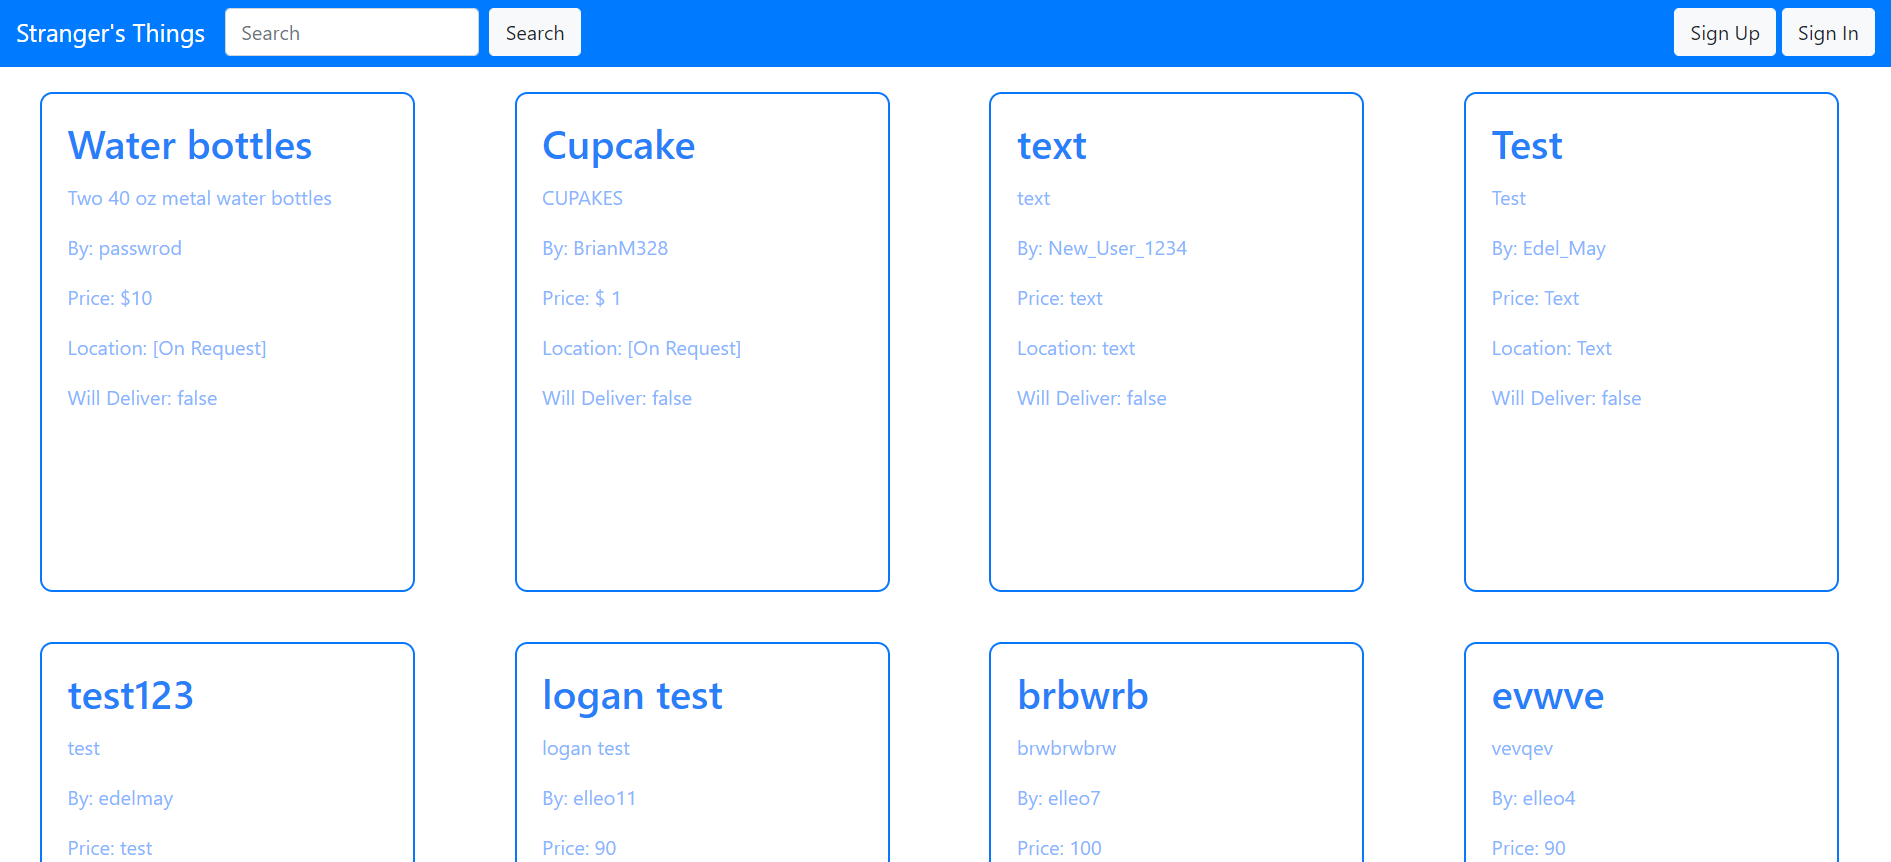 Stranger's Things
Search
Search
Sign Up
Sign In
Water bottles
Two 40 oz metal water bottles
By: passwrod
Price: $10
Location: [On Request]
Will Deliver: false
Cupcake
CUPAKES
By: BrianM328
Price: $ 1
Location: [On Request]
Will Deliver: false
text
text
By: New_User_1234
Price: text
Location: text
Will Deliver: false
Test
Test
By: Edel_May
Price: Text
Location: Text
Will Deliver: false
test123
test
By: edelmay
Price: test
logan test
logan test
By: elleo11
Price: 90
brbwrb
brwbrwbrw
By: elleo7
Price: 100
evwve
vevqev
By: elleo4
Price: 90